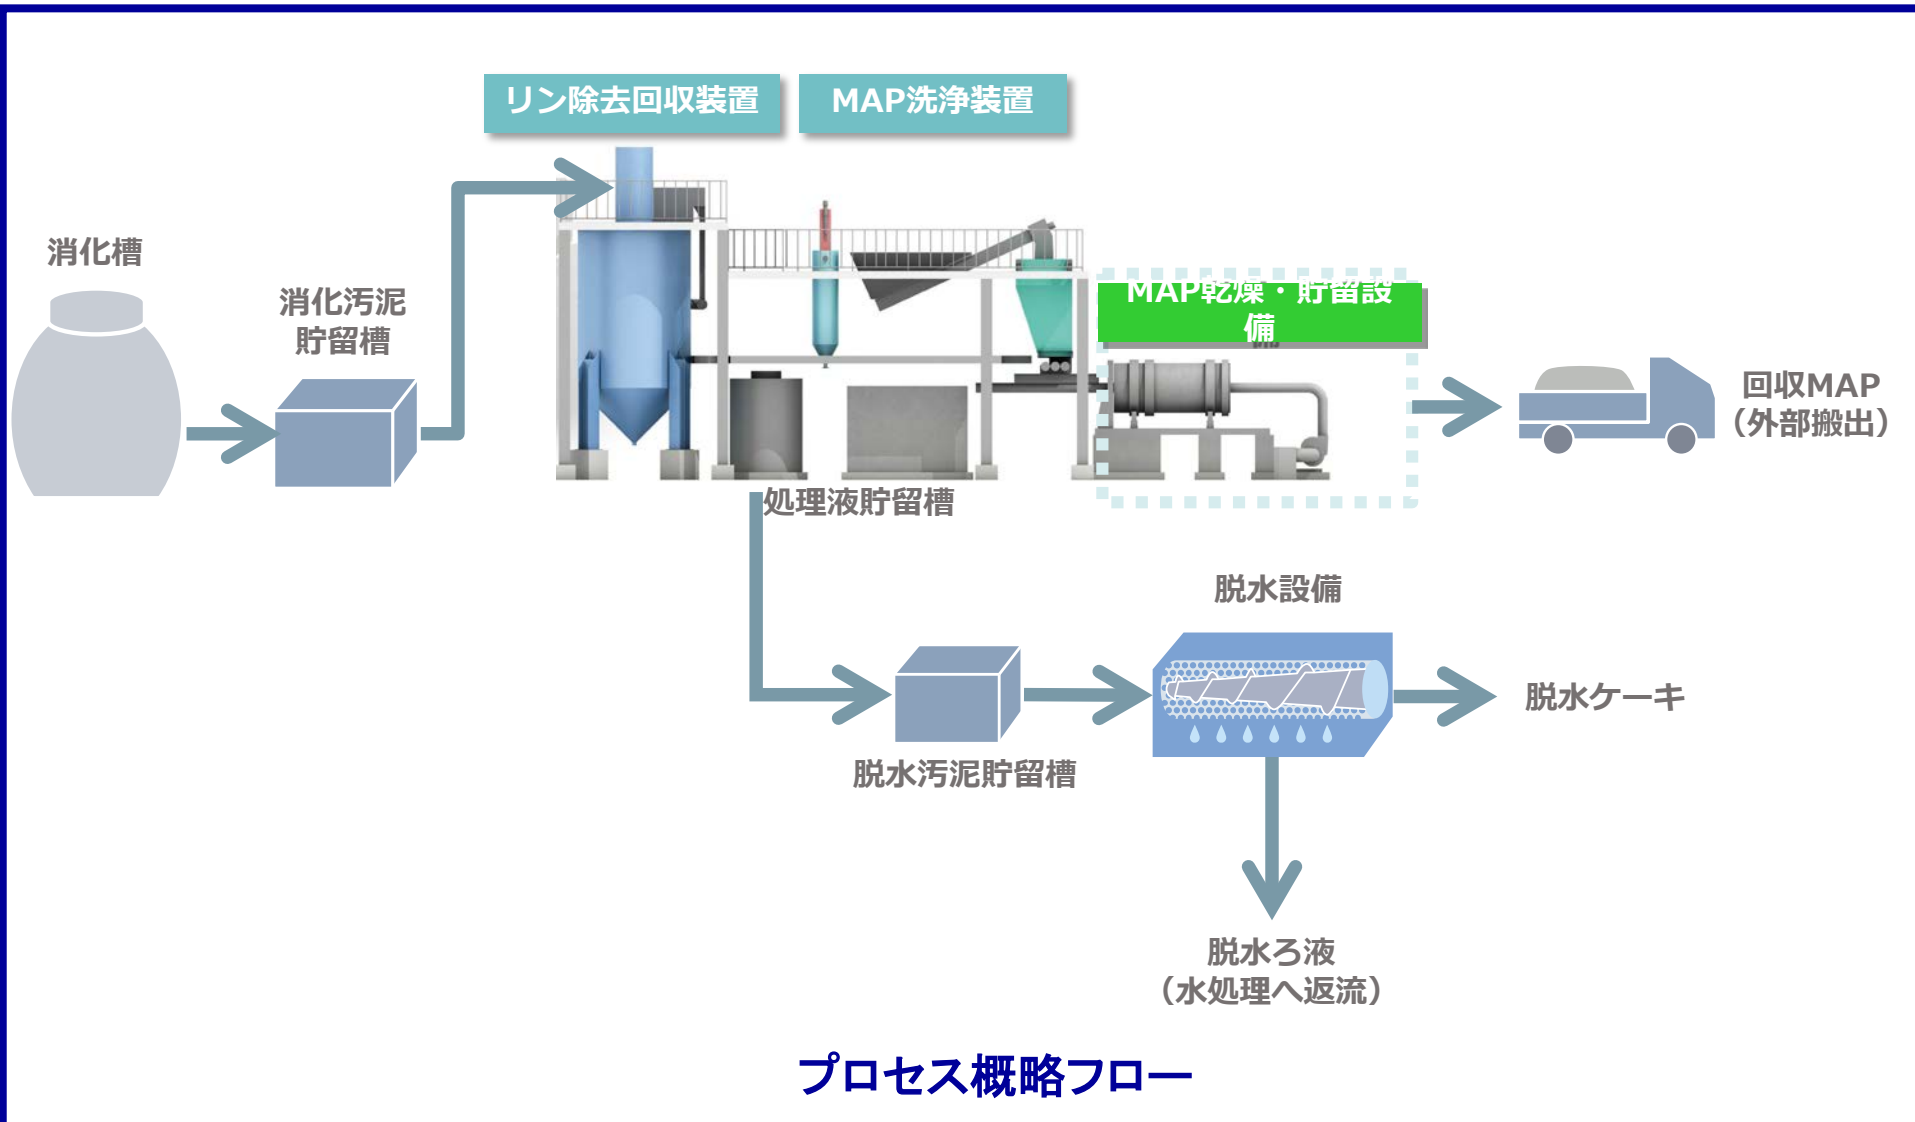 リン除去回収装置
MAP洗浄装置
消化槽
消化汚泥
貯留槽
MAP乾燥・貯留設
備
回収MAP
（外部搬出）
処理液貯留槽
脱水設備
脱水ケーキ
脱水汚泥貯留槽
脱水ろ液
（水処理へ返流）
プロセス概略フロー